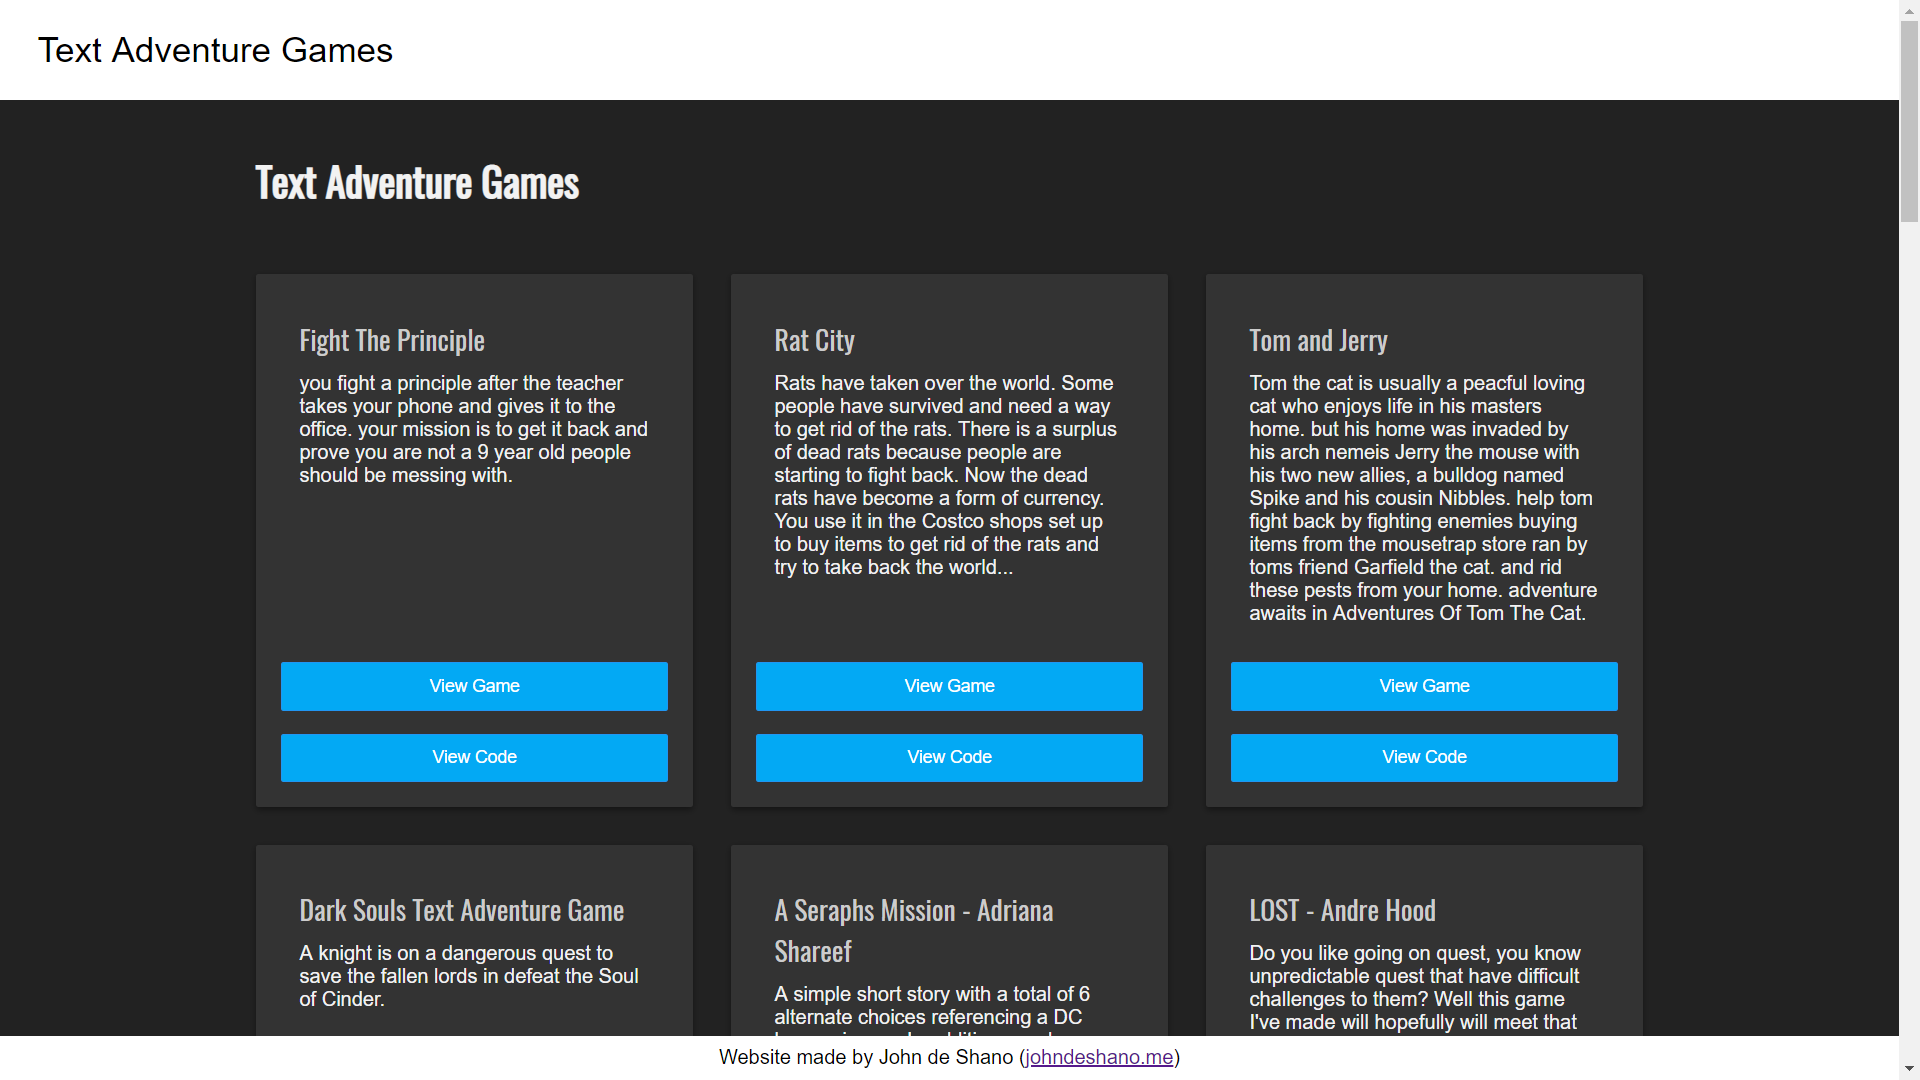 Text Adventure Games
Text Adventure Games
Fight The Principle
you fight a principle after the teacher
takes your phone and gives it to the
office. your mission is to get it back and
prove you are not a 9 year old people
should be messing with.
View Game
View Code
Rat City
Rats have taken over the world. Some
people have survived and need a way
to get rid of the rats. There is a surplus
of dead rats because people are
starting to fight back. Now the dead
rats have become a form of currency.
You use it in the Costco shops set up
to buy items to get rid of the rats and
try to take back the world...
View Game
View Code
Tom and Jerry
Tom the cat is usually a peacful loving
cat who enjoys life in his masters
home. but his home was invaded by
his arch nemeis Jerry the mouse with
his two new allies, a bulldog named
Spike and his cousin Nibbles. help tom
fight back by fighting enemies buying
items from the mousetrap store ran by
toms friend Garfield the cat. and rid
these pests from your home. adventure
awaits in Adventures Of Tom The Cat.
View Game
View Code
Dark Souls Text Adventure Game
A knight is on a dangerous quest to
save the fallen lords in defeat the Soul
of Cinder.
A Seraphs Mission - Adriana
Shareef
A simple short story with a total of 6
alternate choices referencing a DC
LOST - Andre Hood
Do you like going on quest, you know
unpredictable quest that have difficult
challenges to them? Well this game
I've made will hopefully will meet that
Website made by John de Shano (johndeshano.me)